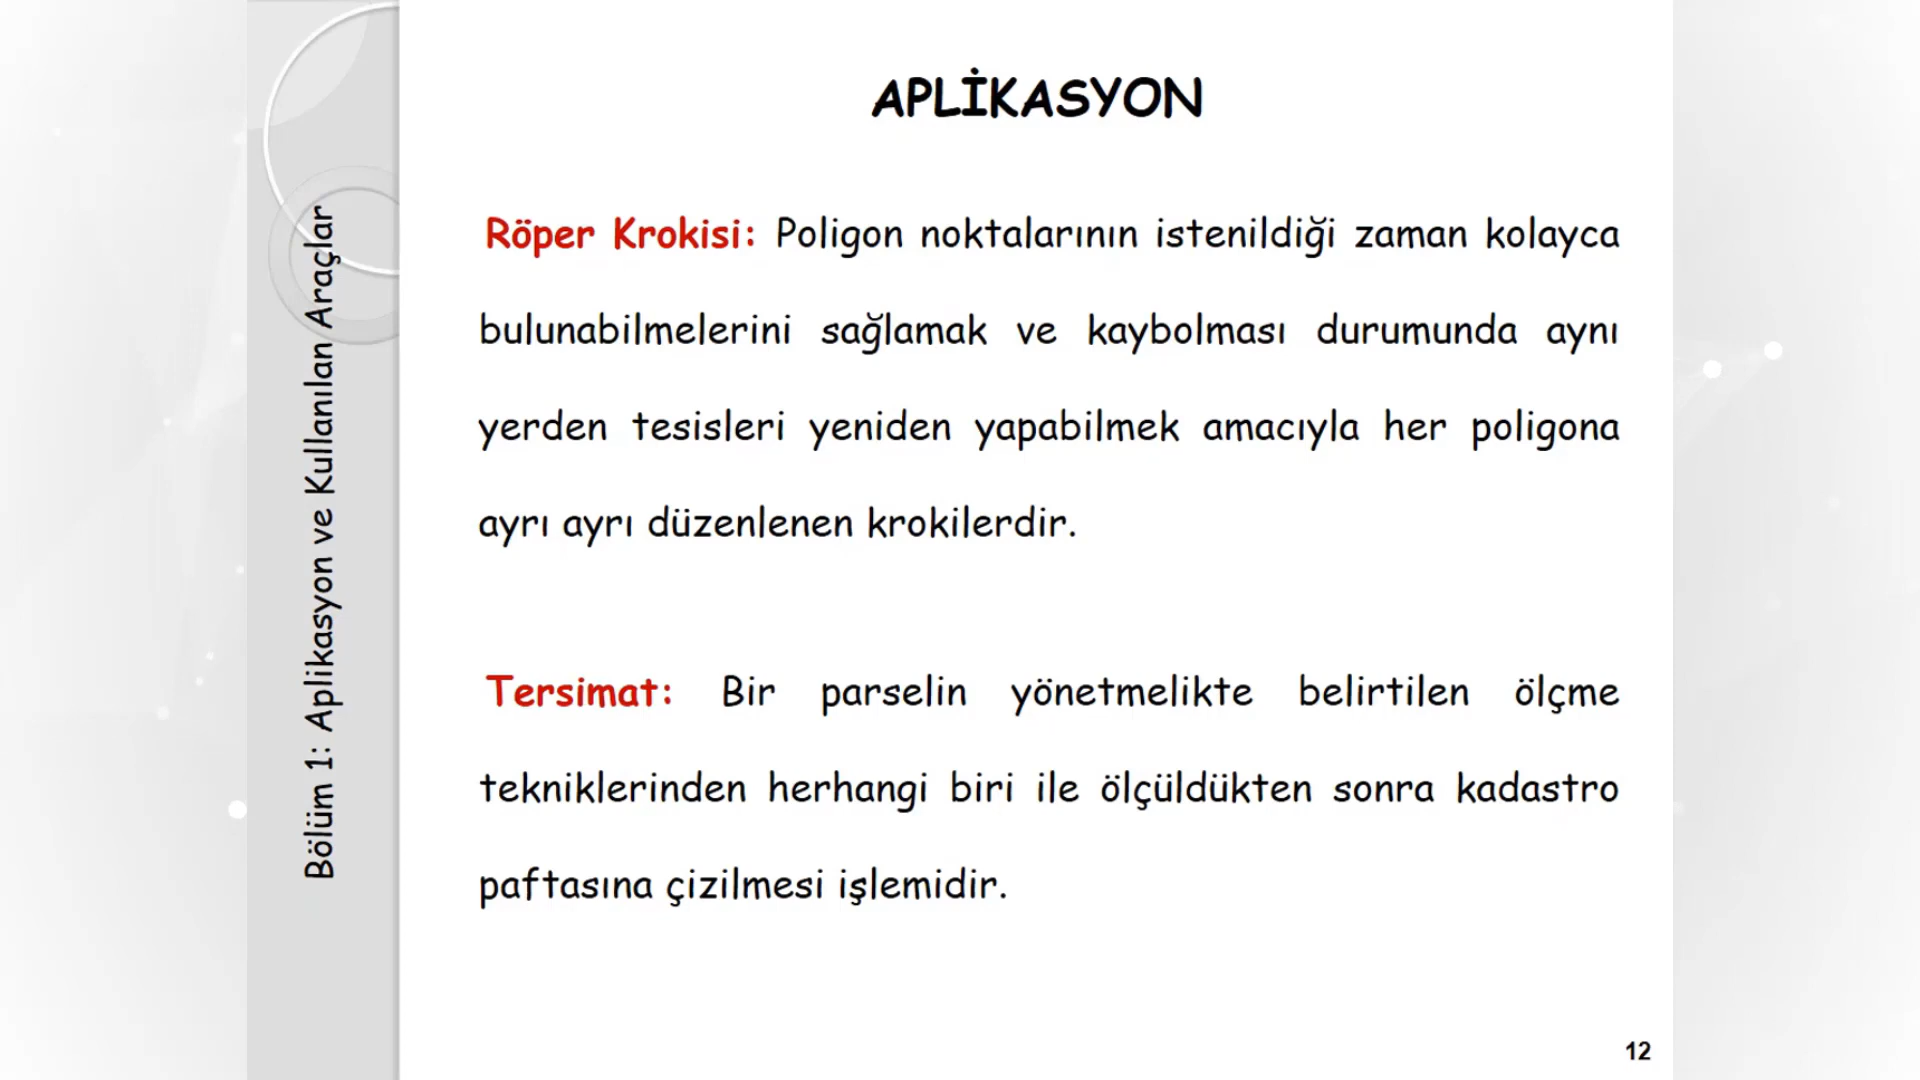 APLİKASYON
Röper Krokisi: Poligon noktalarının istenildiği zaman kolayca
bulunabilmelerini sağlamak ve kaybolması durumunda aynı
yerden tesisleri yeniden yapabilmek amacıyla her poligona
ayrı ayrı düzenlenen krokilerdir.
Tersimat: Bir parselin yönetmelikte belirtilen ölçme
tekniklerinden herhangi biri ile ölçüldükten sonra kadastro
paftasına çizilmesi işlemidir.
Bölüm 1: Aplikasyon ve Kullanılan Araçlar
12